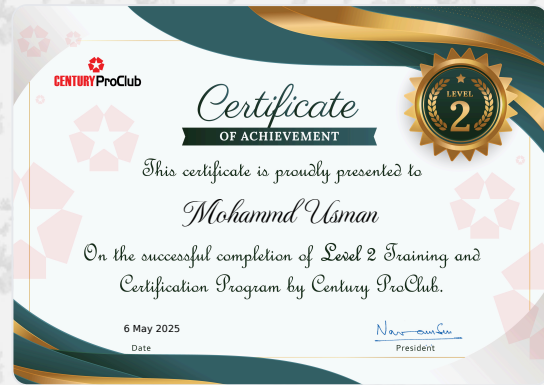 CENTURY ProClub
Certificate
OF ACHIEVEMENT
LEVEL
2
This certificate is proudly presented to
Mohammd Usman
On the successful completion of Level 2 Training and
Certification Program by Century ProClub.
6 May 2025
Date
President